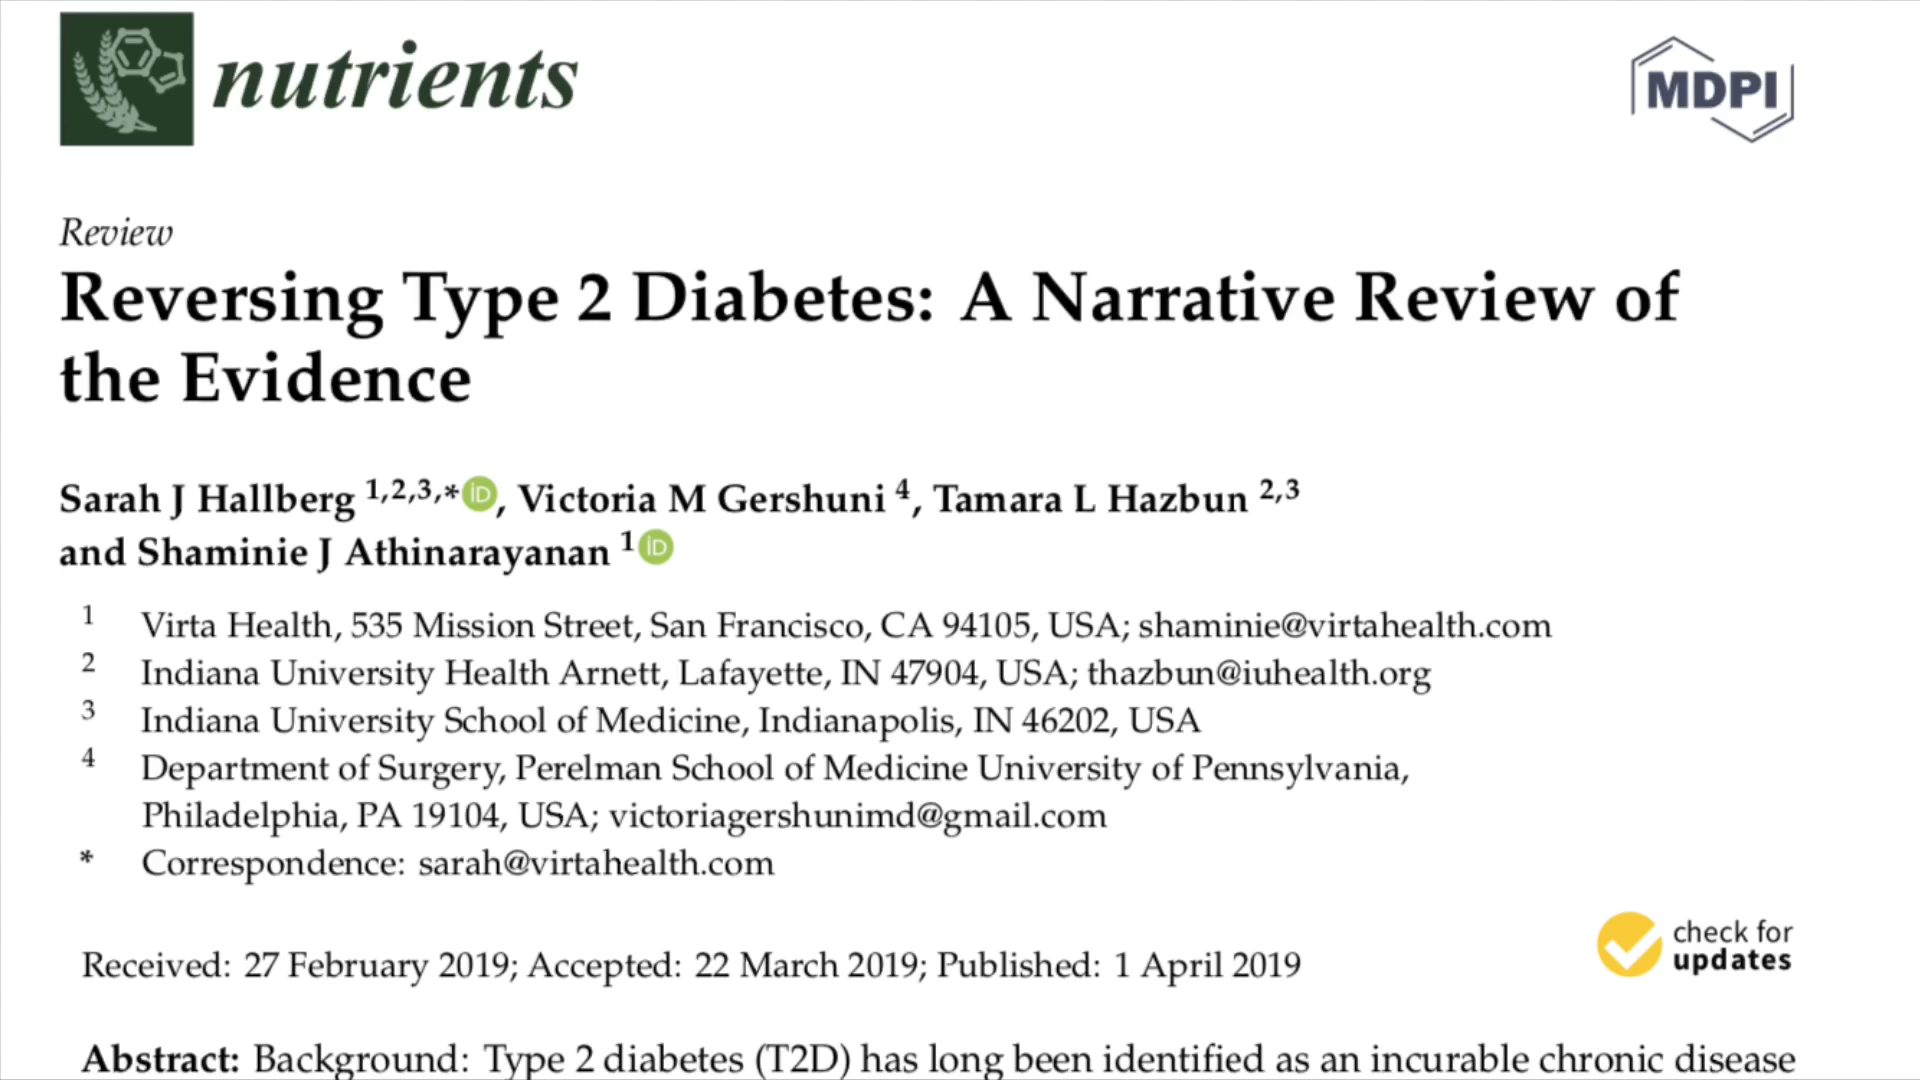 nutrients
MDPI
Review
Reversing Type 2 Diabetes: A Narrative Review of
the Evidence
Sarah J Hallberg 1,2,3,* iD, Victoria M Gershuni 4, Tamara L Hazbun 2,3
and Shaminie J Athinarayanan 1 iD
1 Virta Health, 535 Mission Street, San Francisco, CA 94105, USA; shaminie@virtahealth.com
2 Indiana University Health Arnett, Lafayette, IN 47904, USA; thazbun@iuhealth.org
3 Indiana University School of Medicine, Indianapolis, IN 46202, USA
4 Department of Surgery, Perelman School of Medicine University of Pennsylvania,
Philadelphia, PA 19104, USA; victoriagershunimd@gmail.com
* Correspondence: sarah@virtahealth.com
check for
updates
Received: 27 February 2019; Accepted: 22 March 2019; Published: 1 April 2019
Abstract: Background: Type 2 diabetes (T2D) has long been identified as an incurable chronic disease